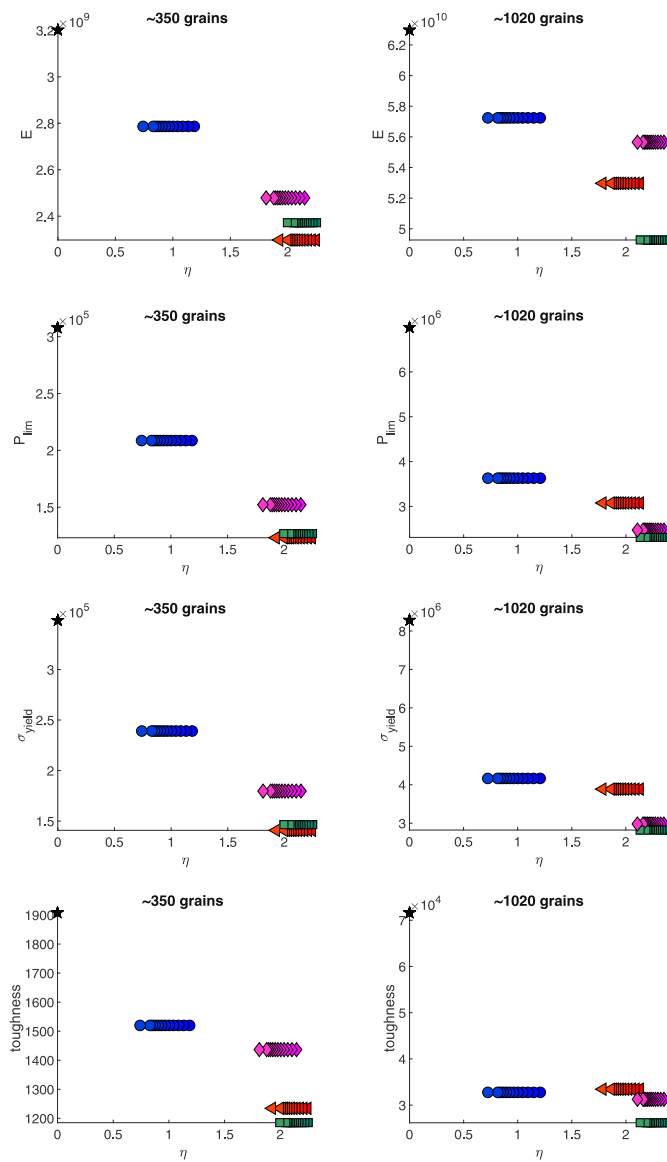 ~350 grains
3.2 ×10^9
3
2.8
2.6
2.4
E
0 0.5 1 1.5 2
η
~1020 grains
×10^10
6.2
6
5.8
5.6
5.4
5.2
5
E
0 0.5 1 1.5 2
η
~350 grains
×10^5
3
2.5
2
1.5
P_lim
0 0.5 1 1.5 2
η
~1020 grains
×10^6
6
5
4
3
P_lim
0 0.5 1 1.5 2
η
~350 grains
×10^5
3
2.5
2
1.5
σ_yield
0 0.5 1 1.5 2
η
~1020 grains
×10^6
8
7
6
5
4
3
σ_yield
0 0.5 1 1.5 2
η
~350 grains
1900
1800
1700
1600
1500
1400
1300
1200
toughness
0 0.5 1 1.5 2
η
~1020 grains
7 ×10^4
6
5
4
3
toughness
0 0.5 1 1.5 2
η